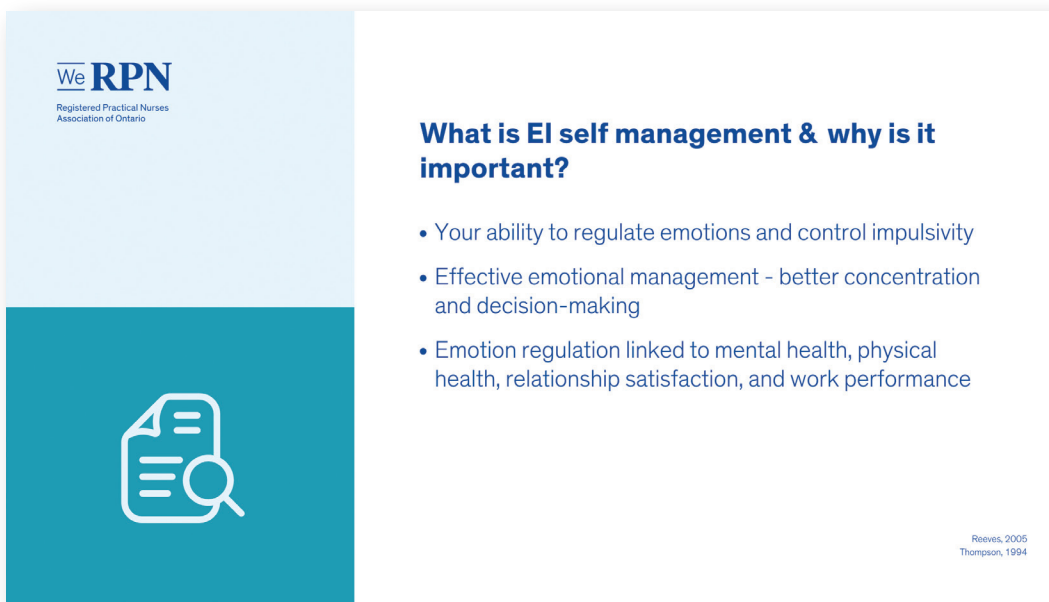 We RPN
Registered Practical Nurses
Association of Ontario
What is EI self management & why is it
important?
• Your ability to regulate emotions and control impulsivity
• Effective emotional management - better concentration
and decision-making
• Emotion regulation linked to mental health, physical
health, relationship satisfaction, and work performance
Reeves, 2005
Thompson, 1994